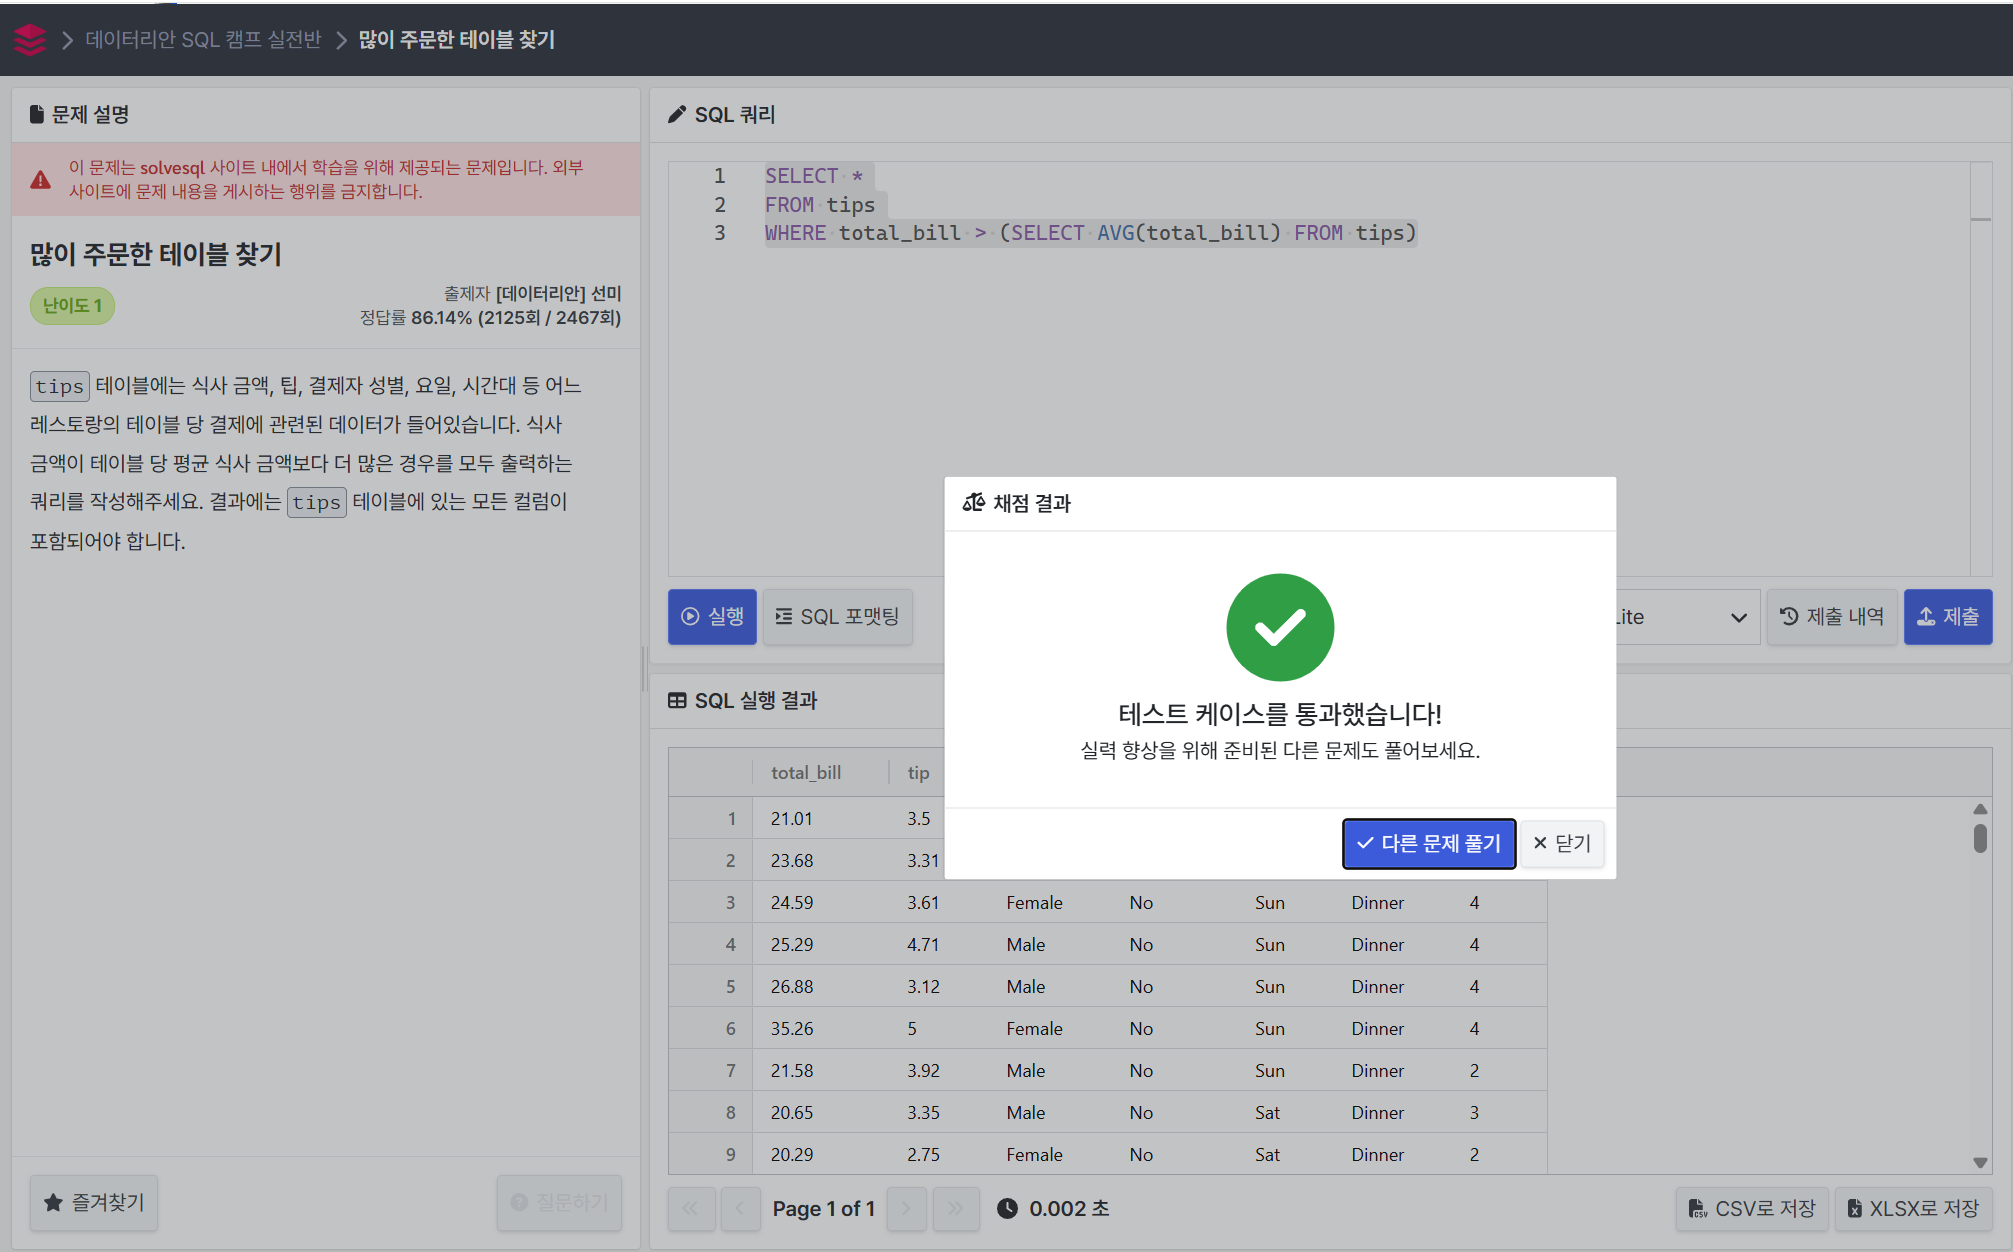 데이터리안 SQL 캠프 실전반 많이 주문한 테이블 찾기
문제 설명
이 문제는 solvesql 사이트 내에서 학습을 위해 제공되는 문제입니다. 외부
사이트에 문제 내용을 게시하는 행위를 금지합니다.
많이 주문한 테이블 찾기
난이도 1
출제자 [데이터리안] 선미
정답률 86.14% (2125회 / 2467회)
tips 테이블에는 식사 금액, 팁, 결제자 성별, 요일, 시간대 등 어느
레스토랑의 테이블 당 결제에 관련된 데이터가 들어있습니다. 식사
금액이 테이블 당 평균 식사 금액보다 더 많은 경우를 모두 출력하는
쿼리를 작성해주세요. 결과에는 tips 테이블에 있는 모든 컬럼이
포함되어야 합니다.
즐겨찾기
질문하기
SQL 쿼리
1 SELECT *
2 FROM tips
3 WHERE total_bill > (SELECT AVG(total_bill) FROM tips)
실행
SQL 포맷팅
제출 내역
제출
채점 결과
테스트 케이스를 통과했습니다!
실력 향상을 위해 준비된 다른 문제도 풀어보세요.
다른 문제 풀기
닫기
SQL 실행 결과
total_bill tip
1 21.01 3.5
2 23.68 3.31
3 24.59 3.61 Female No Sun Dinner 4
4 25.29 4.71 Male No Sun Dinner 4
5 26.88 3.12 Male No Sun Dinner 4
6 35.26 5 Female No Sun Dinner 4
7 21.58 3.92 Male No Sun Dinner 2
8 20.65 3.35 Male No Sat Dinner 3
9 20.29 2.75 Female No Sat Dinner 2
Page 1 of 1
0.002 초
CSV로 저장
XLSX로 저장